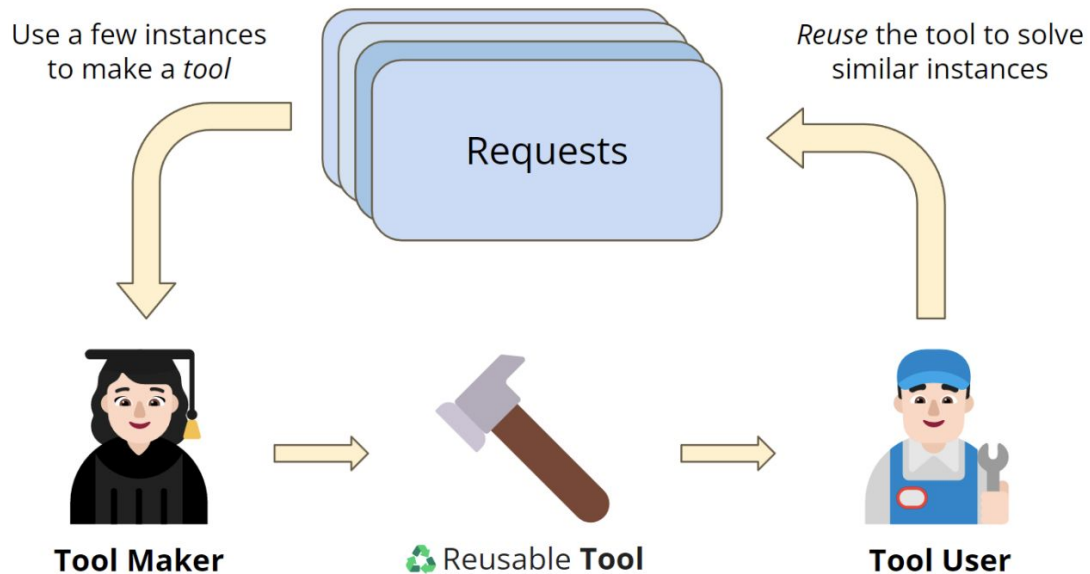 Use a few instances
to make a tool
Reuse the tool to solve
similar instances
Requests
Tool Maker
Reusable Tool
Tool User